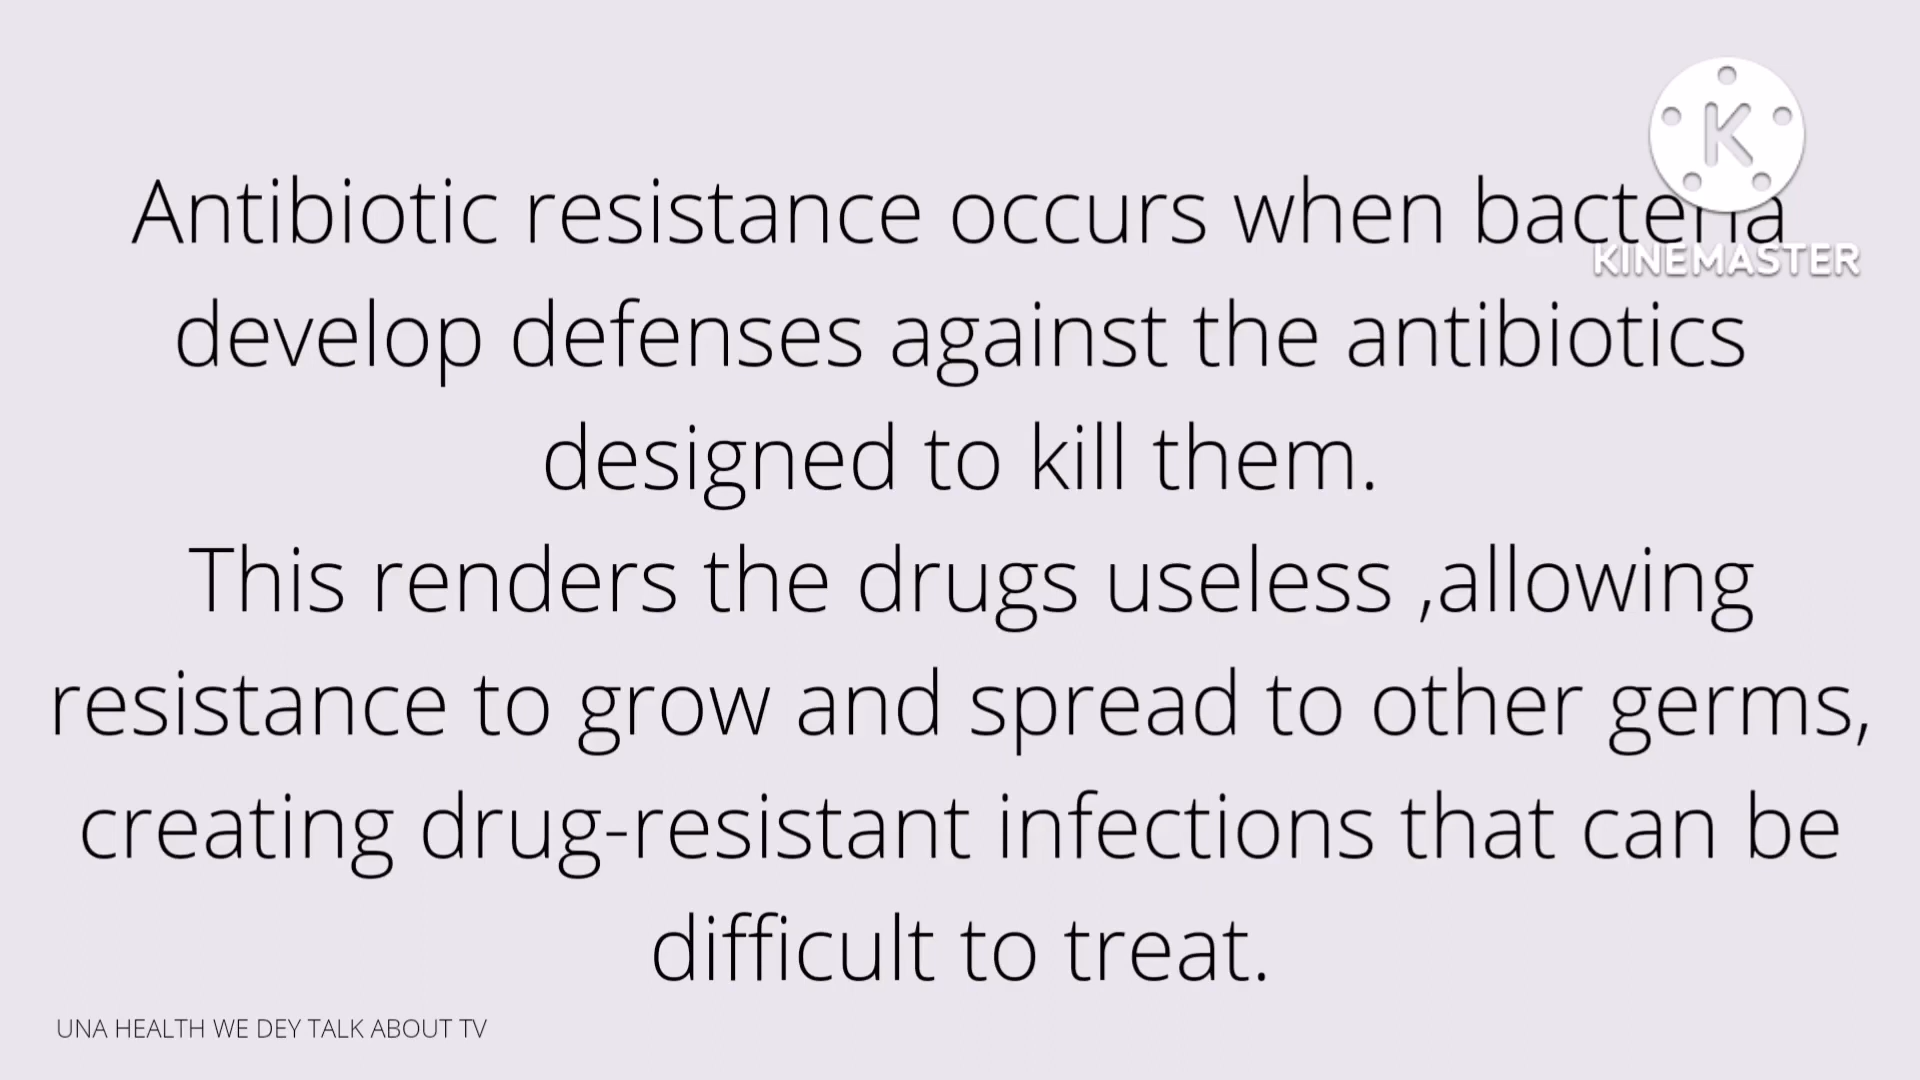 Antibiotic resistance occurs when bacteria
KINEMASTER
develop defenses against the antibiotics
designed to kill them.
This renders the drugs useless ,allowing
resistance to grow and spread to other germs,
creating drug-resistant infections that can be
difficult to treat.
UNA HEALTH WE DEY TALK ABOUT TV